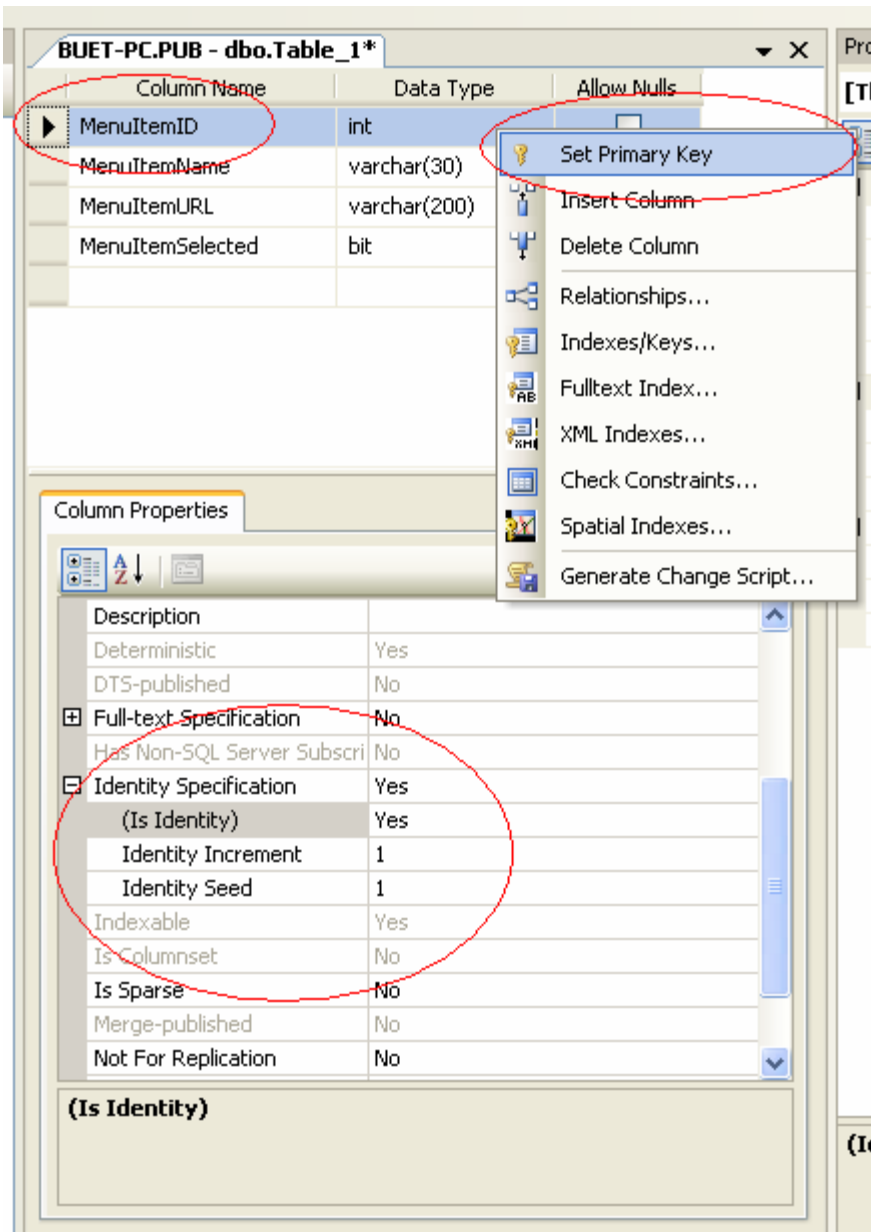 BUET-PC.PUB - dbo.Table_1*
Pro
Column Name Data Type Allow Nulls
[Tl
MenuItemID int
MenuItemName varchar(30)
MenuItemURL varchar(200)
MenuItemSelected bit
Set Primary Key
Insert Column
Delete Column
Relationships...
Indexes/Keys...
Fulltext Index...
XML Indexes...
Check Constraints...
Spatial Indexes...
Generate Change Script...
Column Properties
Description
Deterministic Yes
DTS-published No
Full-text Specification No
Has Non-SQL Server Subscri No
Identity Specification Yes
(Is Identity) Yes
Identity Increment 1
Identity Seed 1
Indexable Yes
Is Columnset No
Is Sparse No
Merge-published No
Not For Replication No
(Is Identity)
(Id